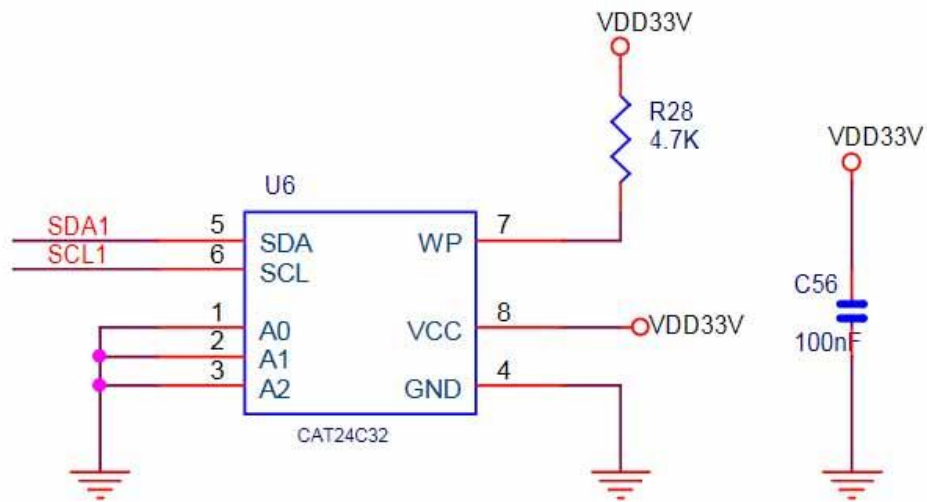 VDD33V
R28
4.7K
VDD33V
U6
SDA1
5
SDA
WP
7
SCL1
6
SCL
C56
100nF
1
A0
VCC
8
VDD33V
2
A1
3
A2
GND
4
CAT24C32